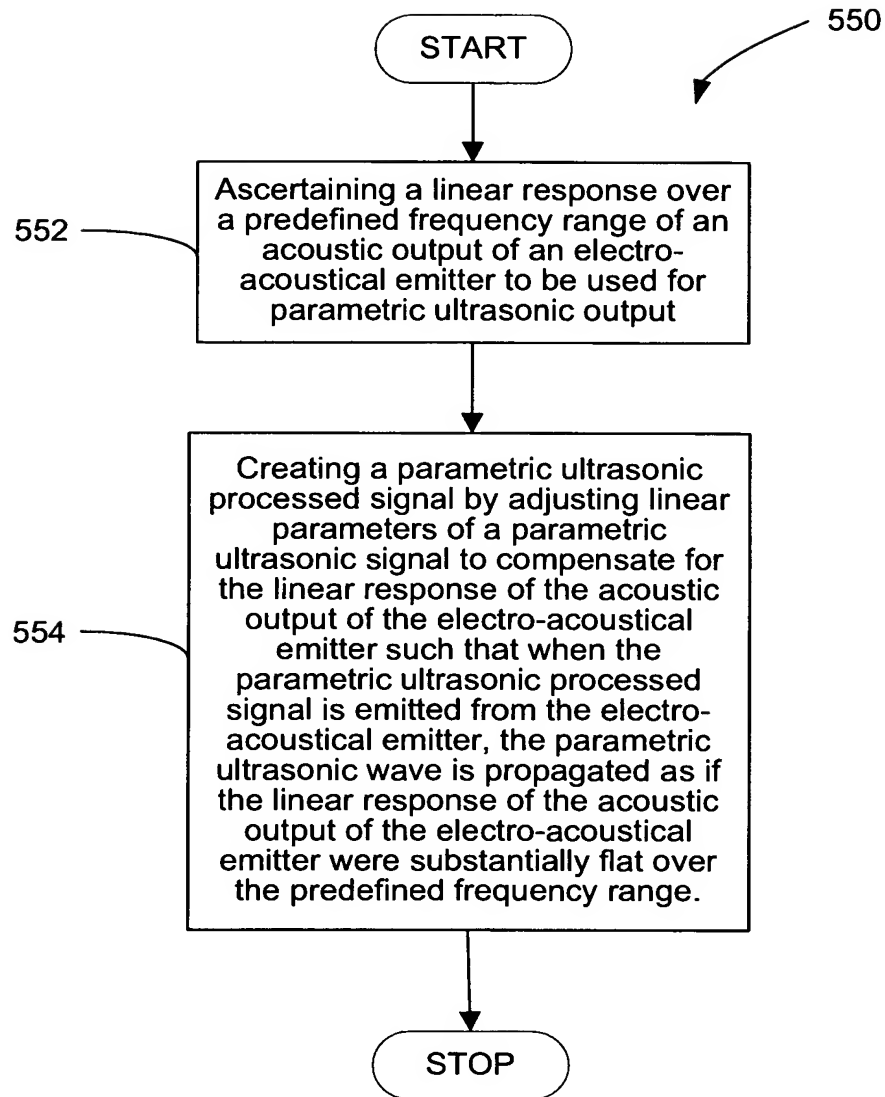 550
START
552
Ascertaining a linear response over
a predefined frequency range of an
acoustic output of an electro-
acoustical emitter to be used for
parametric ultrasonic output
554
Creating a parametric ultrasonic
processed signal by adjusting linear
parameters of a parametric
ultrasonic signal to compensate for
the linear response of the acoustic
output of the electro-acoustical
emitter such that when the
parametric ultrasonic processed
signal is emitted from the electro-
acoustical emitter, the parametric
ultrasonic wave is propagated as if
the linear response of the acoustic
output of the electro-acoustical
emitter were substantially flat over
the predefined frequency range.
STOP